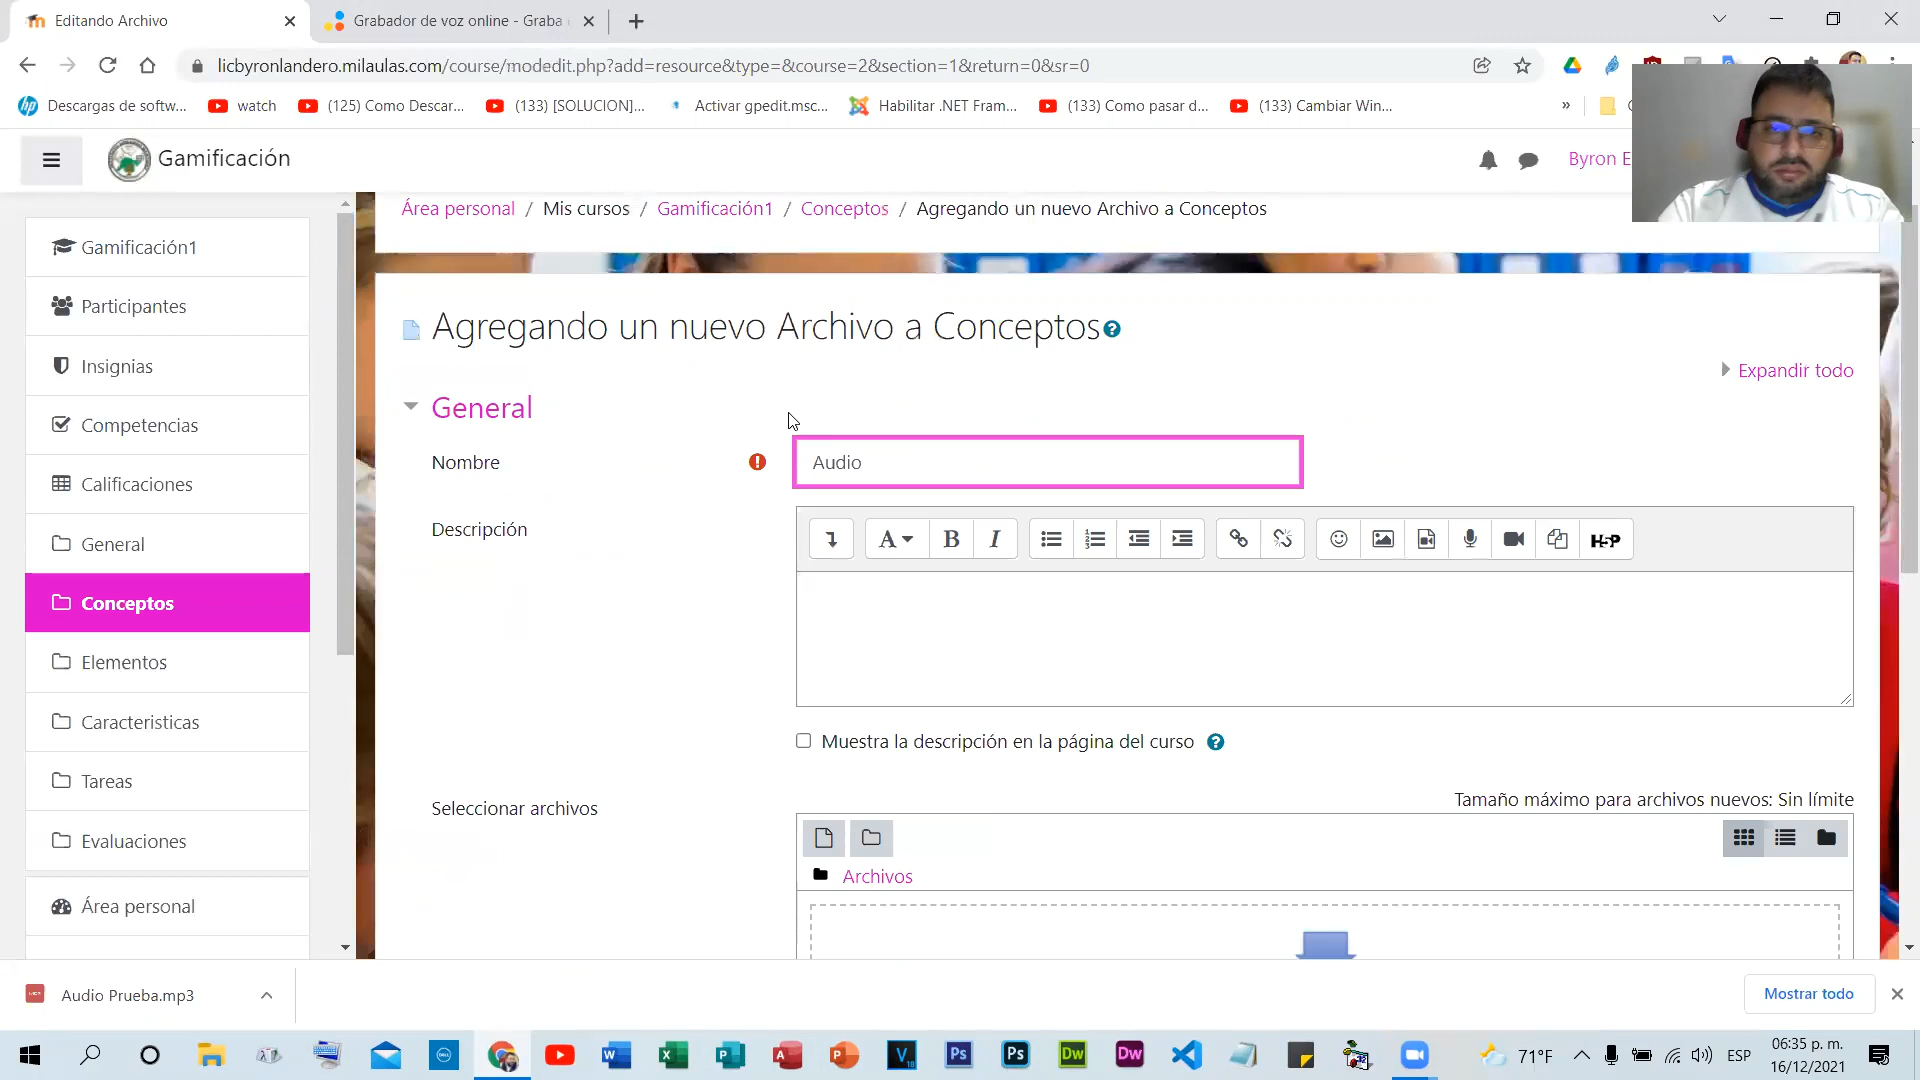 Editando Archivo
Grabador de voz online - Graba
licbyronlandero.milaulas.com/course/modedit.php?add=resource&type=&course=2&section=1&return=0&sr=0
Descargas de softw...
watch
(125) Como Descar...
(133) [SOLUCION]...
Activar gpedit.msc...
Habilitar .NET Fram...
(133) Como pasar d...
(133) Cambiar Win...
»
Gamificación
Byron E
Área personal / Mis cursos / Gamificación1 / Conceptos / Agregando un nuevo Archivo a Conceptos
Gamificación1
Participantes
Insignias
Competencias
Calificaciones
General
Conceptos
Elementos
Caracteristicas
Tareas
Evaluaciones
Área personal
Agregando un nuevo Archivo a Conceptos
Expandir todo
General
Nombre
Audio
Descripción
A B I
H5P
Muestra la descripción en la página del curso
Seleccionar archivos
Tamaño máximo para archivos nuevos: Sin límite
Archivos
Audio Prueba.mp3
Mostrar todo
71°F
ESP
06:35 p. m.
16/12/2021